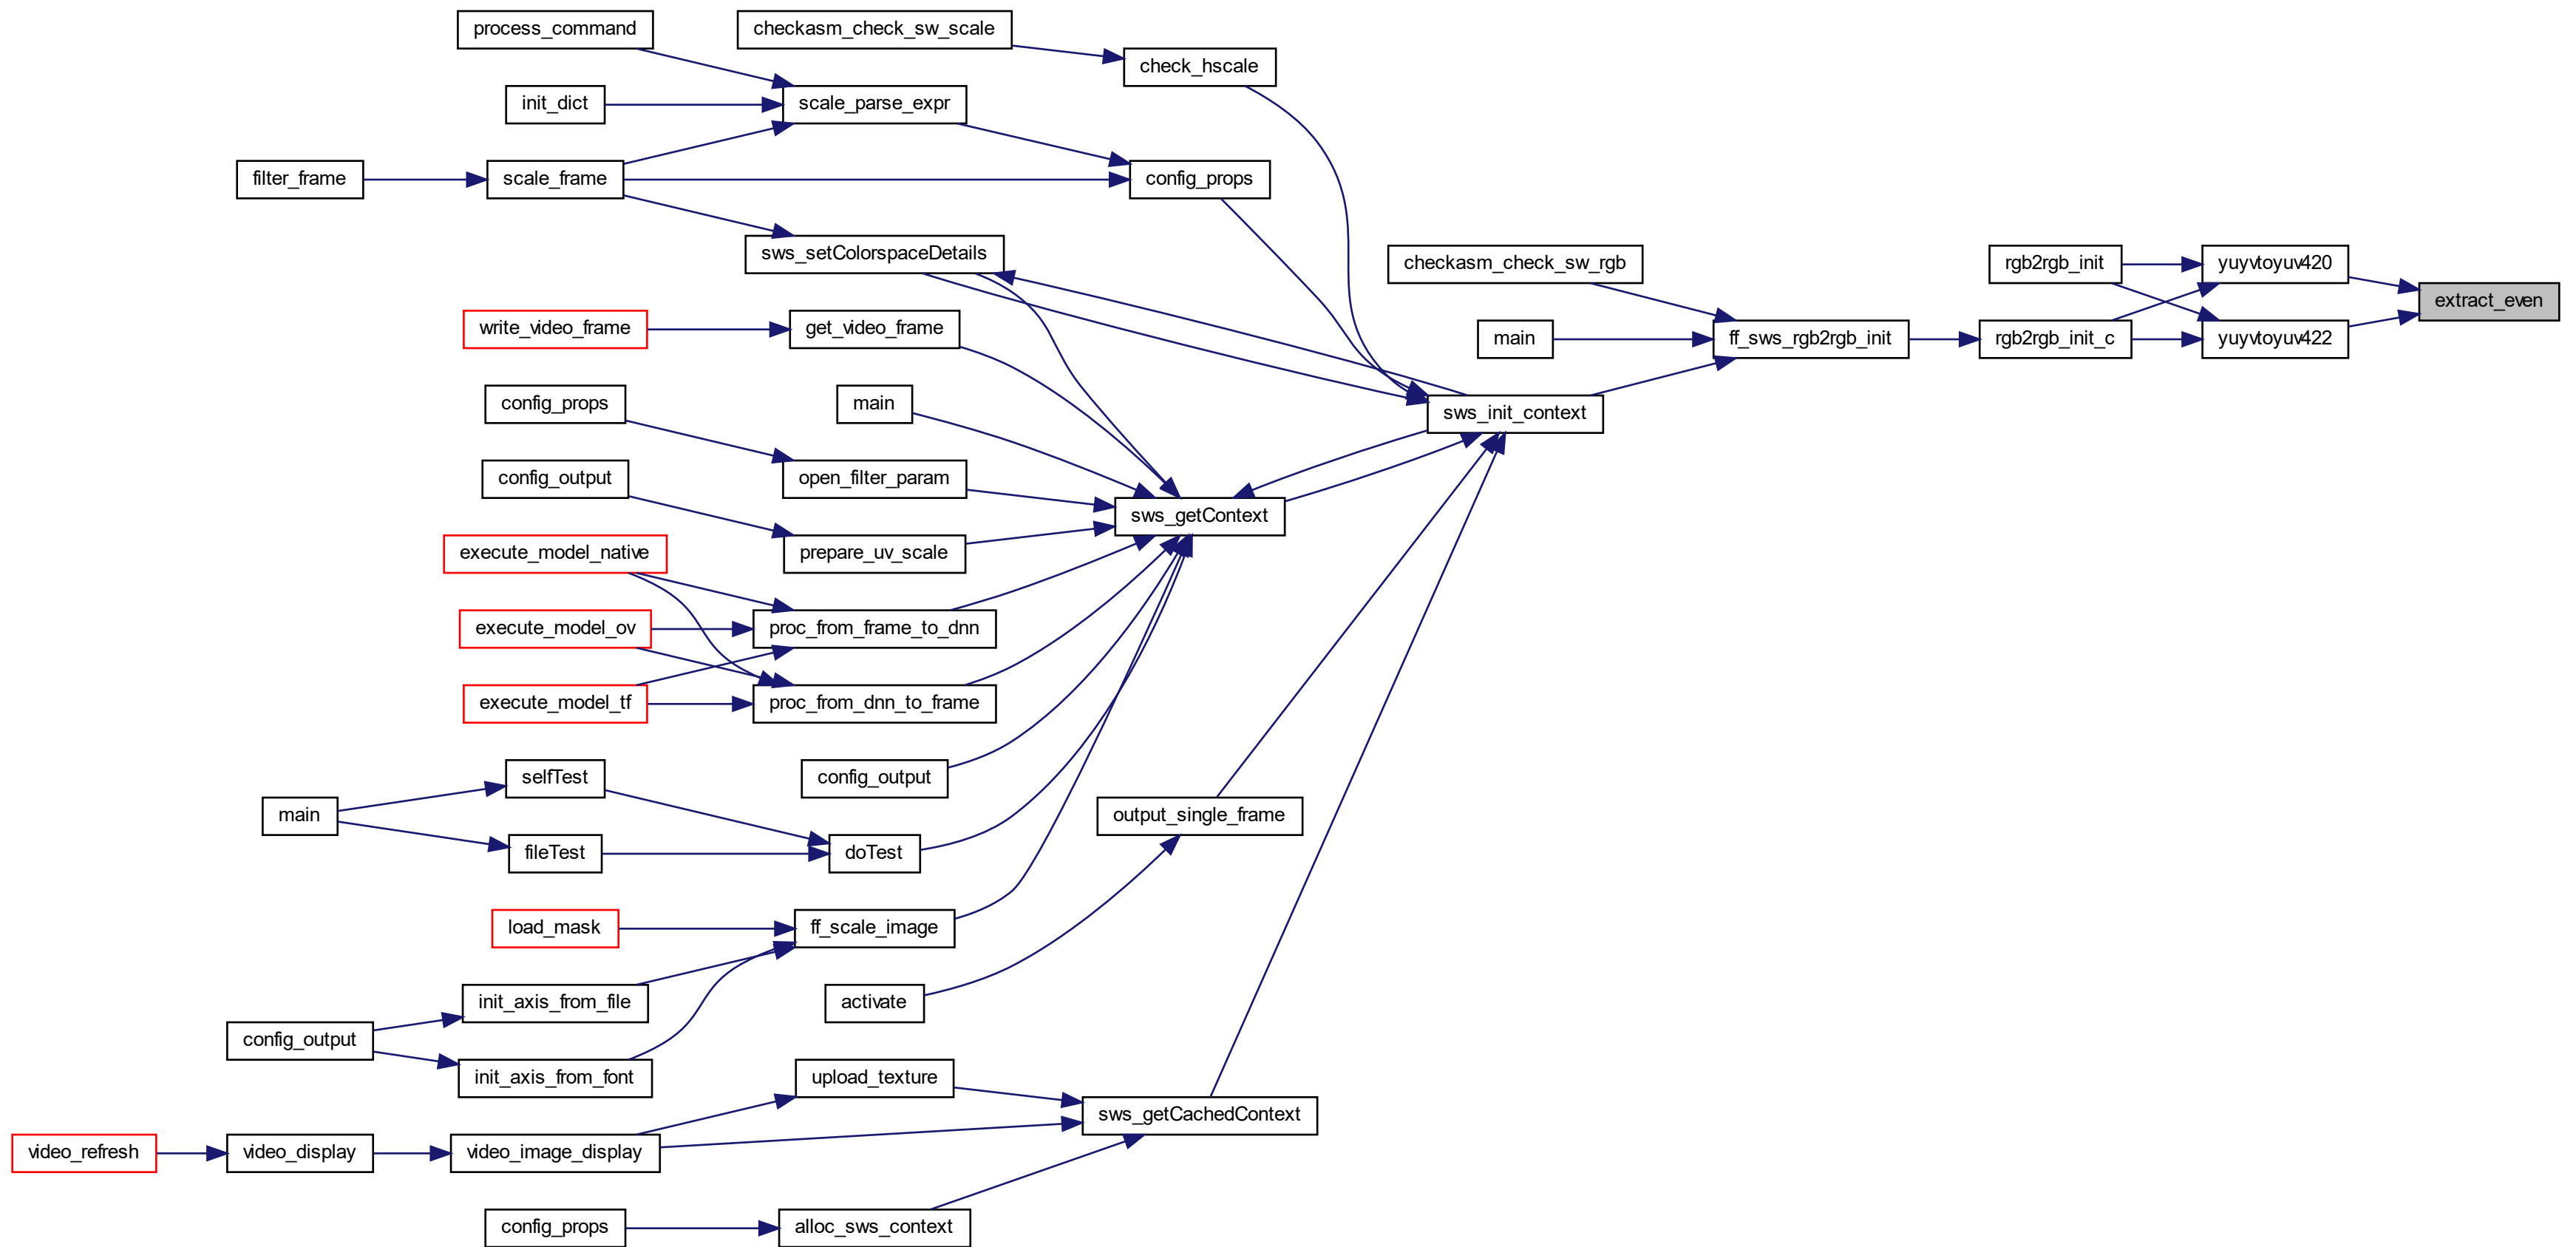 process_command
checkasm_check_sw_scale
check_hscale
init_dict
scale_parse_expr
filter_frame
scale_frame
config_props
sws_setColorspaceDetails
checkasm_check_sw_rgb
rgb2rgb_init
yuyvtoyuv420
extract_even
write_video_frame
get_video_frame
main
ff_sws_rgb2rgb_init
rgb2rgb_init_c
yuyvtoyuv422
config_props
main
sws_init_context
config_output
open_filter_param
sws_getContext
execute_model_native
prepare_uv_scale
execute_model_ov
proc_from_frame_to_dnn
execute_model_tf
proc_from_dnn_to_frame
selfTest
config_output
main
output_single_frame
fileTest
doTest
load_mask
ff_scale_image
init_axis_from_file
activate
config_output
init_axis_from_font
upload_texture
sws_getCachedContext
video_refresh
video_display
video_image_display
config_props
alloc_sws_context